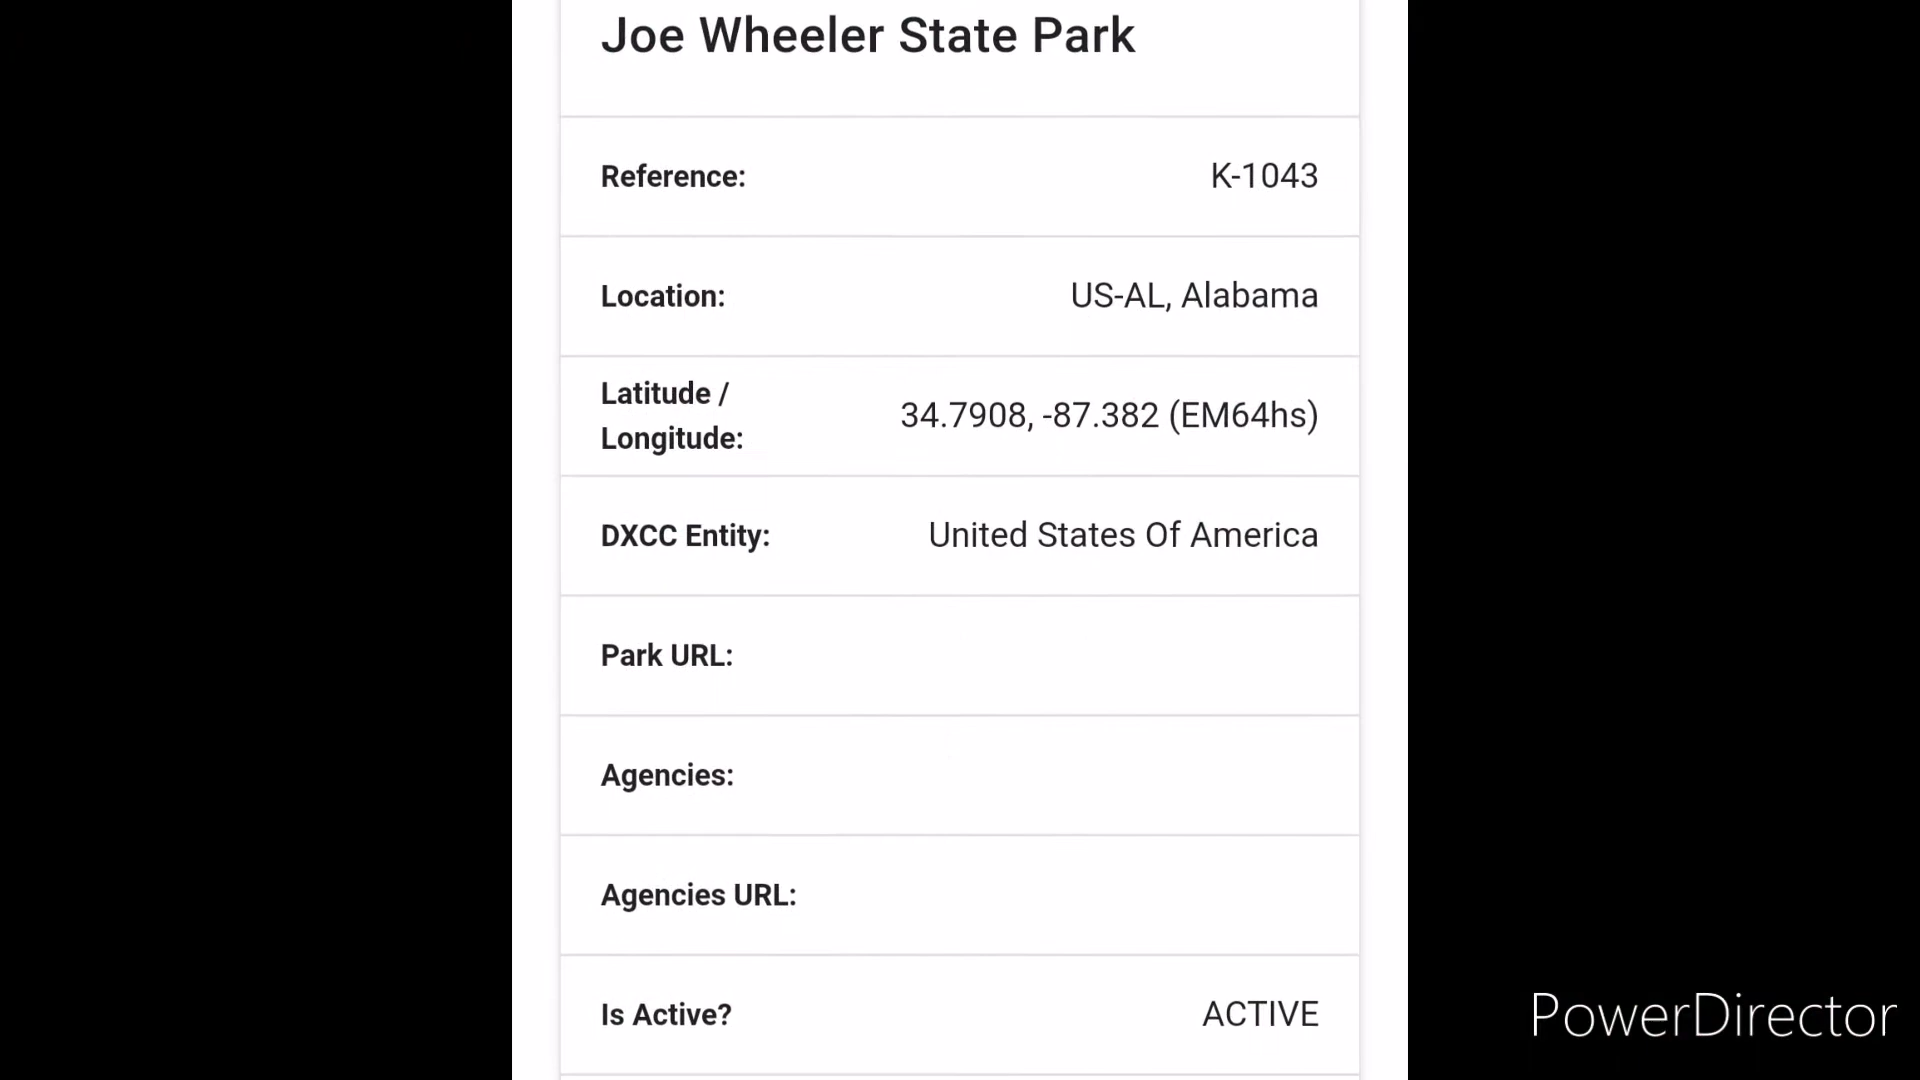 Joe Wheeler State Park
Reference: K-1043
Location: US-AL, Alabama
Latitude / Longitude: 34.7908, -87.382 (EM64hs)
DXCC Entity: United States Of America
Park URL:
Agencies:
Agencies URL:
Is Active? ACTIVE
PowerDirector